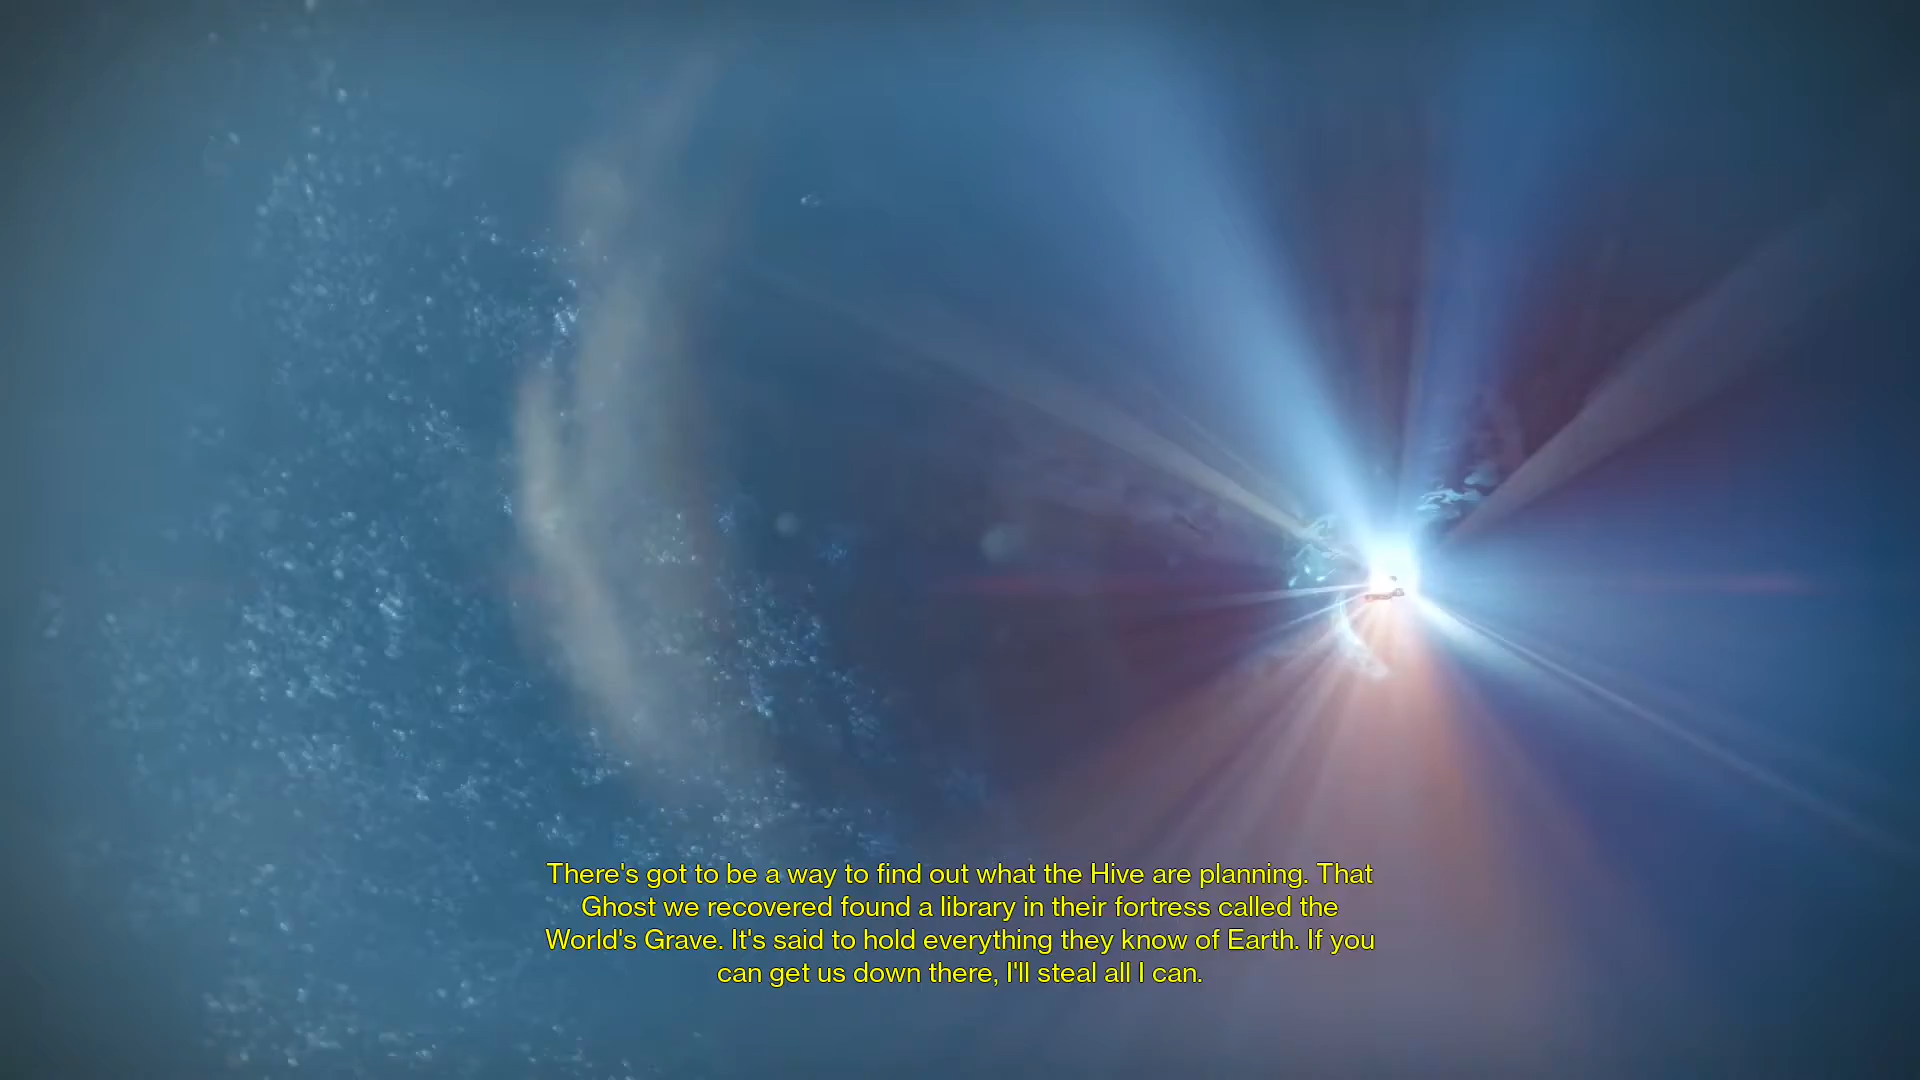 There's got to be a way to find out what the Hive are planning. That
Ghost we recovered found a library in their fortress called the
World's Grave. It's said to hold everything they know of Earth. If you
can get us down there, I'll steal all I can.